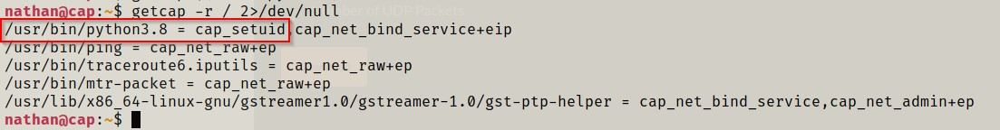 nathan@cap:~$ getcap -r / 2>/dev/null
/usr/bin/python3.8 = cap_setuid,cap_net_bind_service+eip
/usr/bin/ping = cap_net_raw+ep
/usr/bin/traceroute6.iputils = cap_net_raw+ep
/usr/bin/mtr-packet = cap_net_raw+ep
/usr/lib/x86_64-linux-gnu/gstreamer1.0/gstreamer-1.0/gst-ptp-helper = cap_net_bind_service,cap_net_admin+ep
nathan@cap:~$